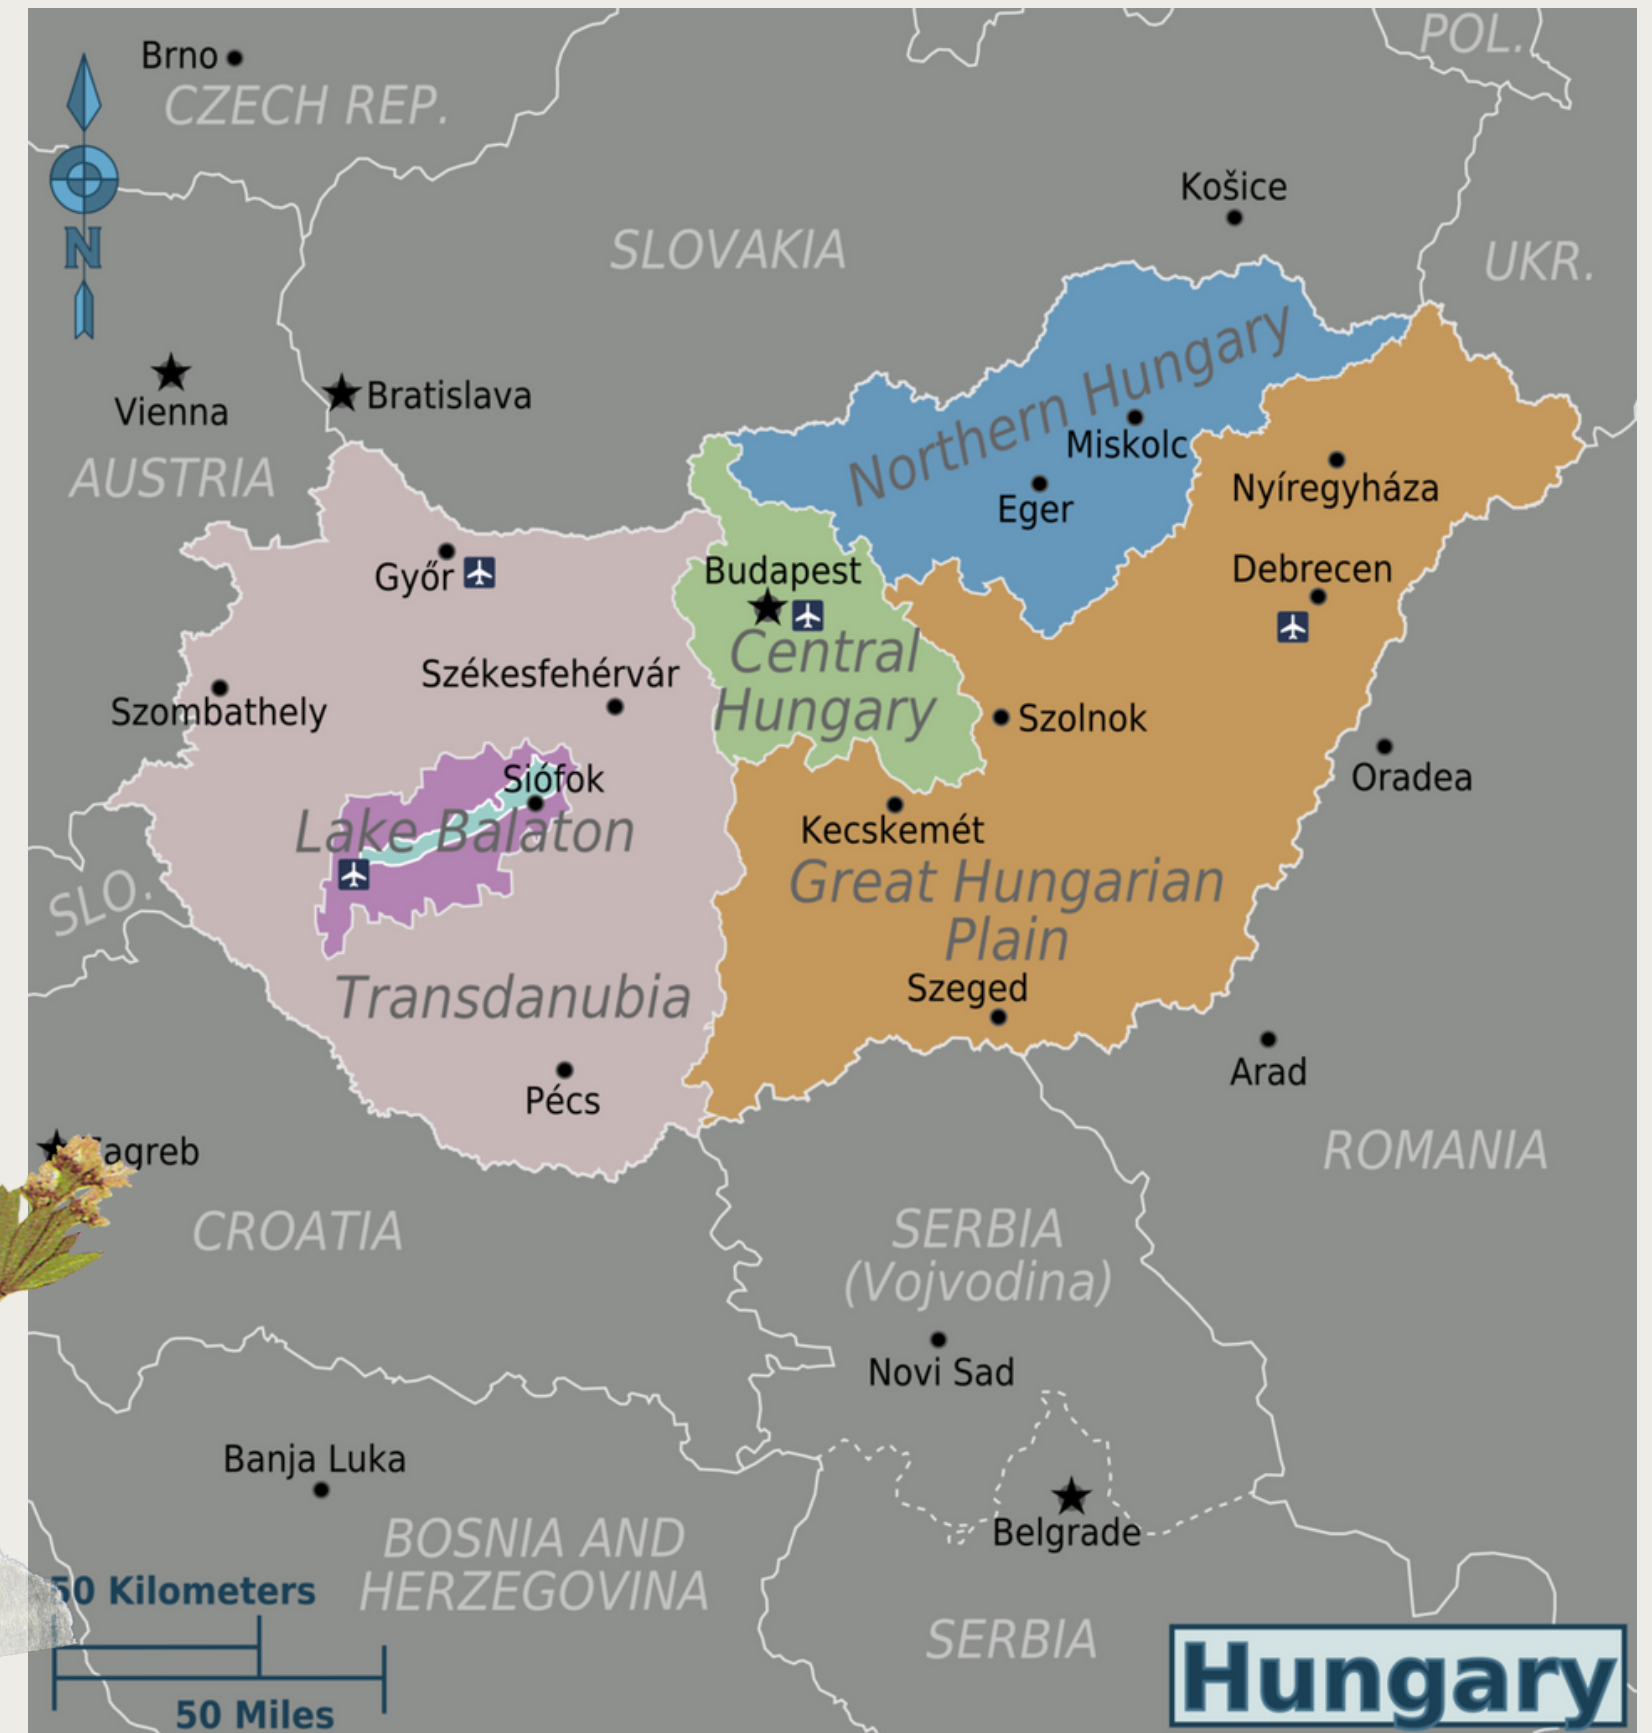 POL.
Brno
CZECH REP.
Košice
N
SLOVAKIA
UKR.
Northern Hungary
Vienna
Bratislava
Miskolc
AUSTRIA
Nyíregyháza
Eger
Győr
Budapest
Debrecen
Central
Hungary
Székesfehérvár
Szombathely
Szolnok
Siófok
Oradea
Lake Balaton
Kecskemét
SLO.
Great Hungarian
Plain
Transdanubia
Szeged
Arad
Pécs
agreb
ROMANIA
CROATIA
SERBIA
(Vojvodina)
Novi Sad
Banja Luka
Belgrade
BOSNIA AND
HERZEGOVINA
50 Kilometers
SERBIA
Hungary
50 Miles